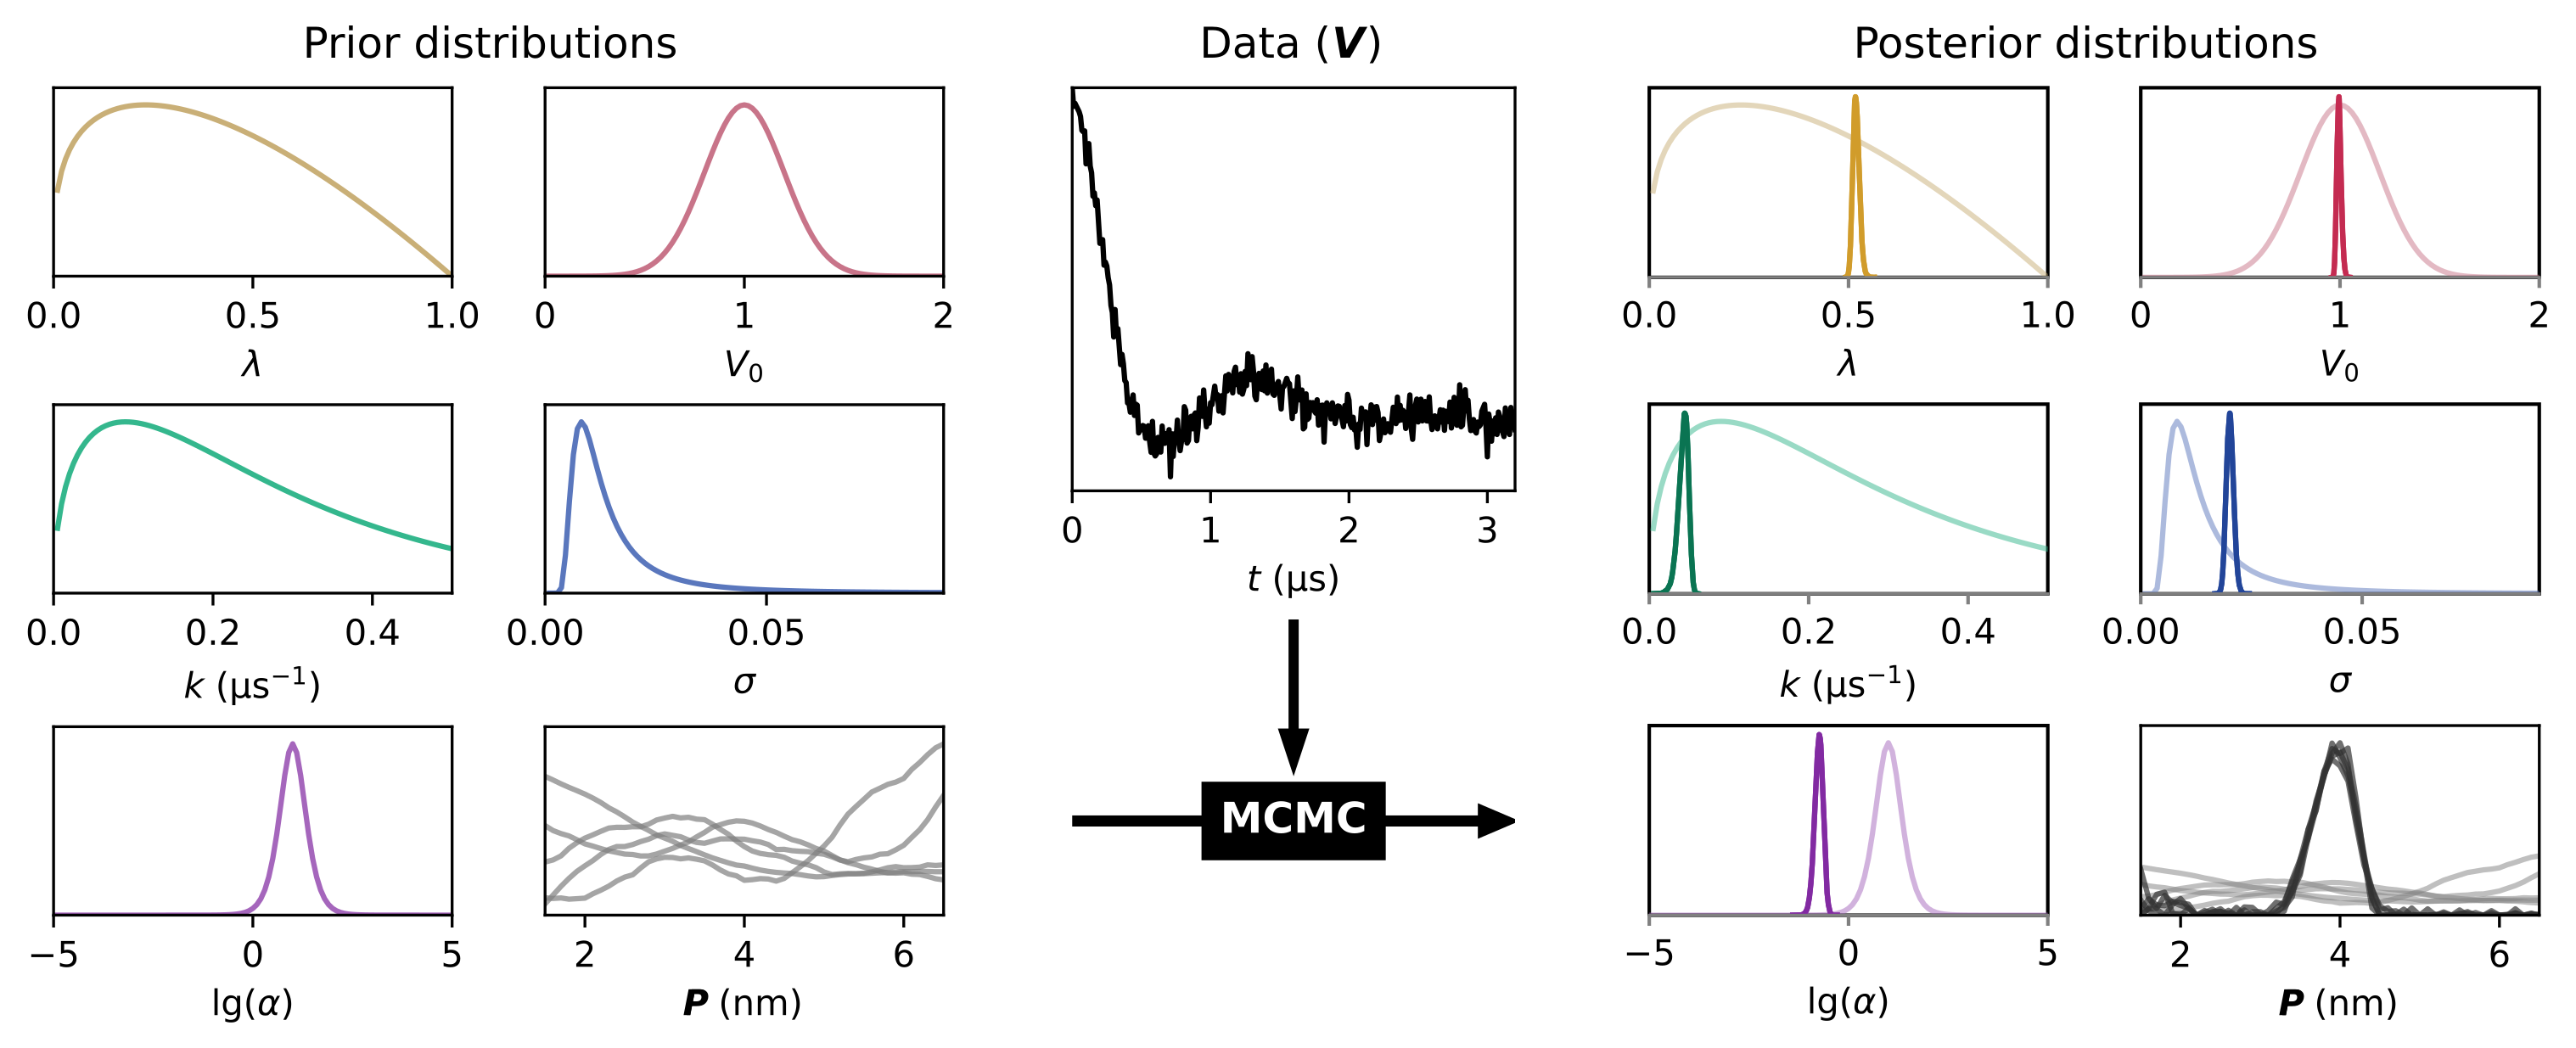 Prior distributions
Data (V)
Posterior distributions
0.0 0.5 1.0
λ
0 1 2
V₀
0.0 0.2 0.4
k (µs⁻¹)
0.00 0.05
σ
−5 0 5
lg(α)
2 4 6
P (nm)
0 1 2 3
t (µs)
MCMC
0.0 0.5 1.0
λ
0 1 2
V₀
0.0 0.2 0.4
k (µs⁻¹)
0.00 0.05
σ
−5 0 5
lg(α)
2 4 6
P (nm)